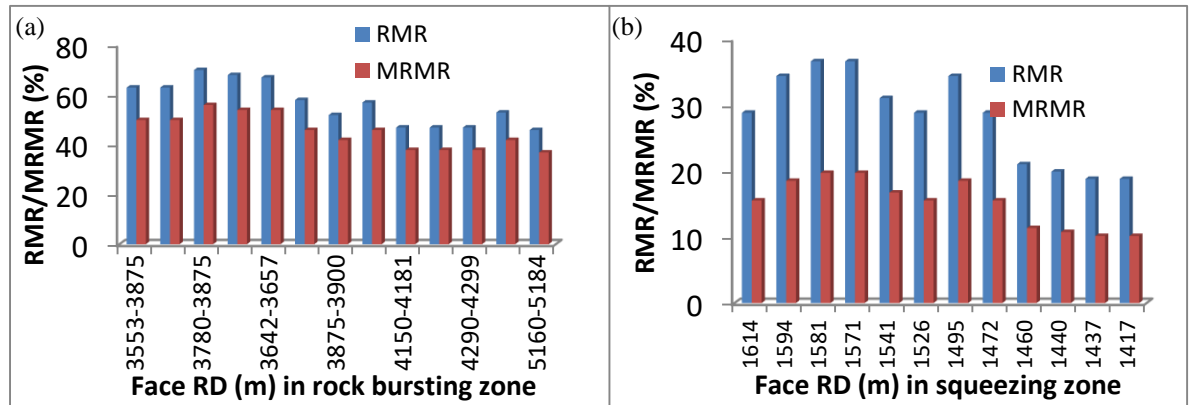 (a)
RMR
MRMR
RMR/MRMR (%)
80
60
40
20
0
3553-3875
3780-3875
3642-3657
3875-3900
4150-4181
4290-4299
5160-5184
Face RD (m) in rock bursting zone
(b)
RMR
MRMR
RMR/MRMR (%)
40
30
20
10
0
1614
1594
1581
1571
1541
1526
1495
1472
1460
1440
1437
1417
Face RD (m) in squeezing zone